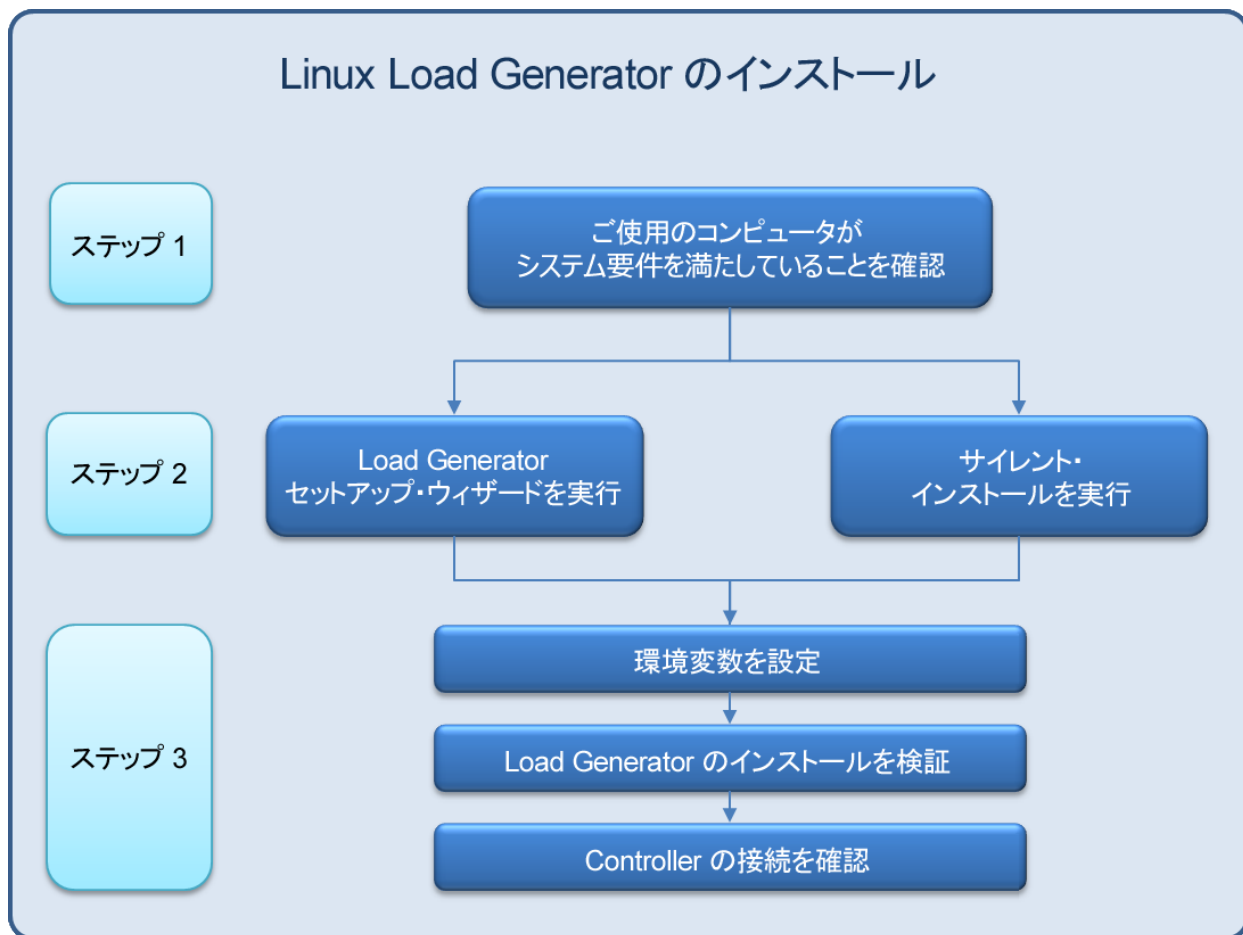 Linux Load Generator のインストール
ステップ 1
ご使用のコンピュータが
システム要件を満たしていることを確認
ステップ 2
Load Generator
セットアップ・ウィザードを実行
サイレント・
インストールを実行
ステップ 3
環境変数を設定
Load Generator のインストールを検証
Controller の接続を確認